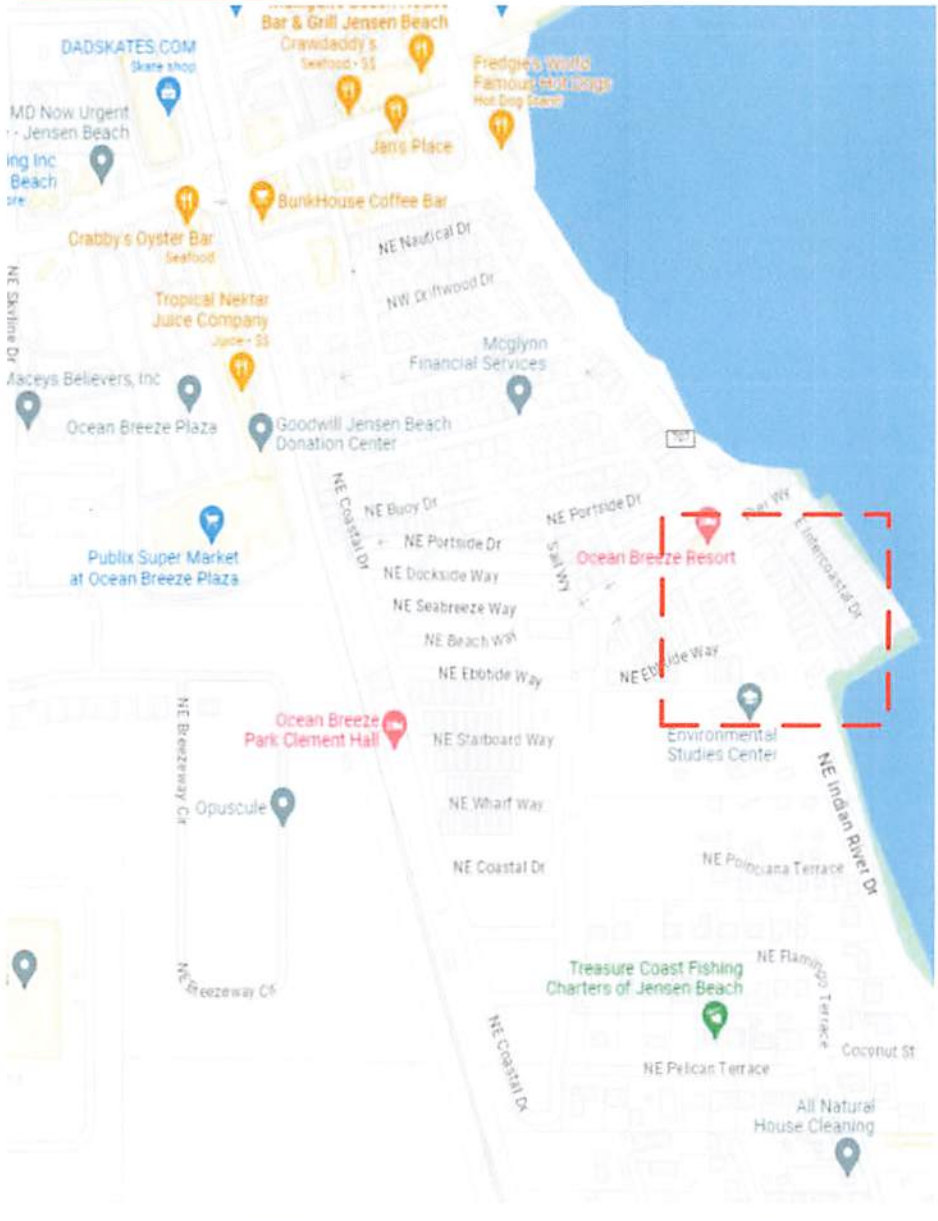 Bar & Grill Jensen Beach
DADSKATES.COM
Skate shop
Crawdaddy's
Seafood • $$
Fredgie's World
Famous Hot Dogs
Hot Dog Stand
MD Now Urgent
- Jensen Beach
Jan's Place
ing Inc
Beach
ore
BunkHouse Coffee Bar
Crabby's Oyster Bar
Seafood
NE Nautical Dr
NE Skyline Dr
NW Driftwood Dr
Tropical Nektar
Juice Company
Juice • $$
Mcglynn
Financial Services
Maceys Believers, Inc
Ocean Breeze Plaza
Goodwill Jensen Beach
Donation Center
707
NE Coastal Dr
NE Buoy Dr
NE Portside Dr
Pier Wy
NE Portside Dr
Sail Wy
Ocean Breeze Resort
E Intercoastal Dr
Publix Super Market
at Ocean Breeze Plaza
NE Dockside Way
NE Seabreeze Way
NE Beach Wal
NE Ebbtide Way
NE Ebbtide Way
NE Breezeway Cir
Ocean Breeze
Park Clement Hall
NE Starboard Way
Environmental
Studies Center
NE Indian River Dr
Opuscule
NE Wharf Way
NE Coastal Dr
NE Poinciana Terrace
NE Breezeway Cir
Treasure Coast Fishing
Charters of Jensen Beach
NE Flamingo Terrace
NE Coastal Dr
Coconut St
NE Pelican Terrace
All Natural
House Cleaning